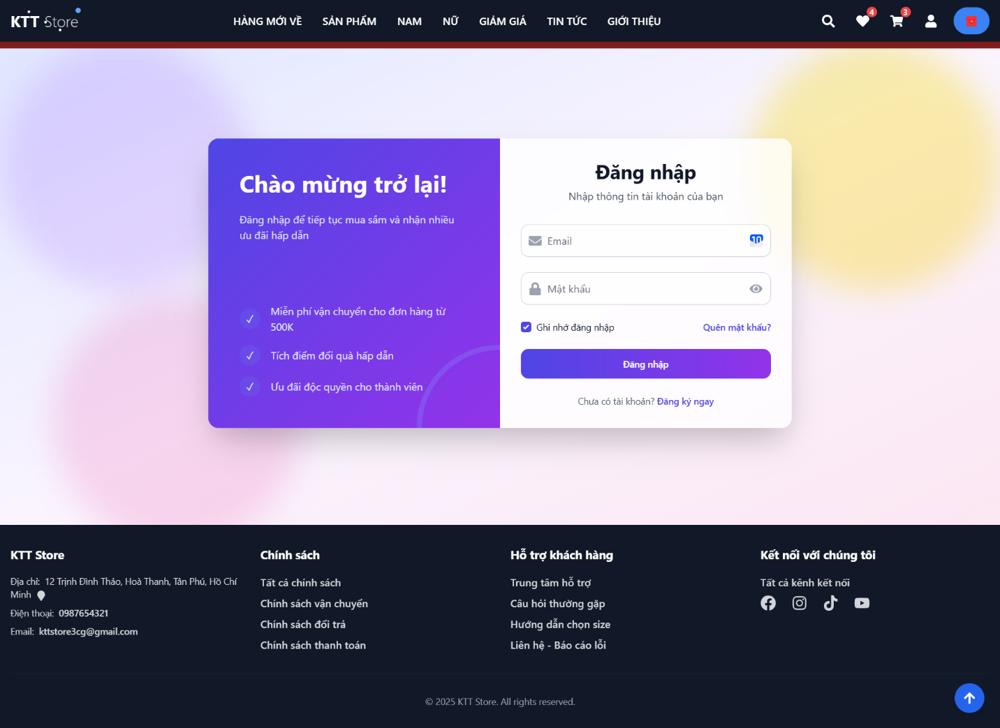 KTT Store
HÀNG MỚI VỀ
SẢN PHẨM
NAM
NỮ
GIẢM GIÁ
TIN TỨC
GIỚI THIỆU
4
3
Chào mừng trở lại!
Đăng nhập để tiếp tục mua sắm và nhận nhiều
ưu đãi hấp dẫn
Miễn phí vận chuyển cho đơn hàng từ
500K
Tích điểm đổi quà hấp dẫn
Ưu đãi độc quyền cho thành viên
Đăng nhập
Nhập thông tin tài khoản của bạn
Email
10
Mật khẩu
Ghi nhớ đăng nhập
Quên mật khẩu?
Đăng nhập
Chưa có tài khoản? Đăng ký ngay
KTT Store
Địa chỉ: 12 Trịnh Đình Thảo, Hoà Thanh, Tân Phú, Hồ Chí
Minh
Điện thoại: 0987654321
Email: kttstore3cg@gmail.com
Chính sách
Tất cả chính sách
Chính sách vận chuyển
Chính sách đổi trả
Chính sách thanh toán
Hỗ trợ khách hàng
Trung tâm hỗ trợ
Câu hỏi thường gặp
Hướng dẫn chọn size
Liên hệ - Báo cáo lỗi
Kết nối với chúng tôi
Tất cả kênh kết nối
© 2025 KTT Store. All rights reserved.